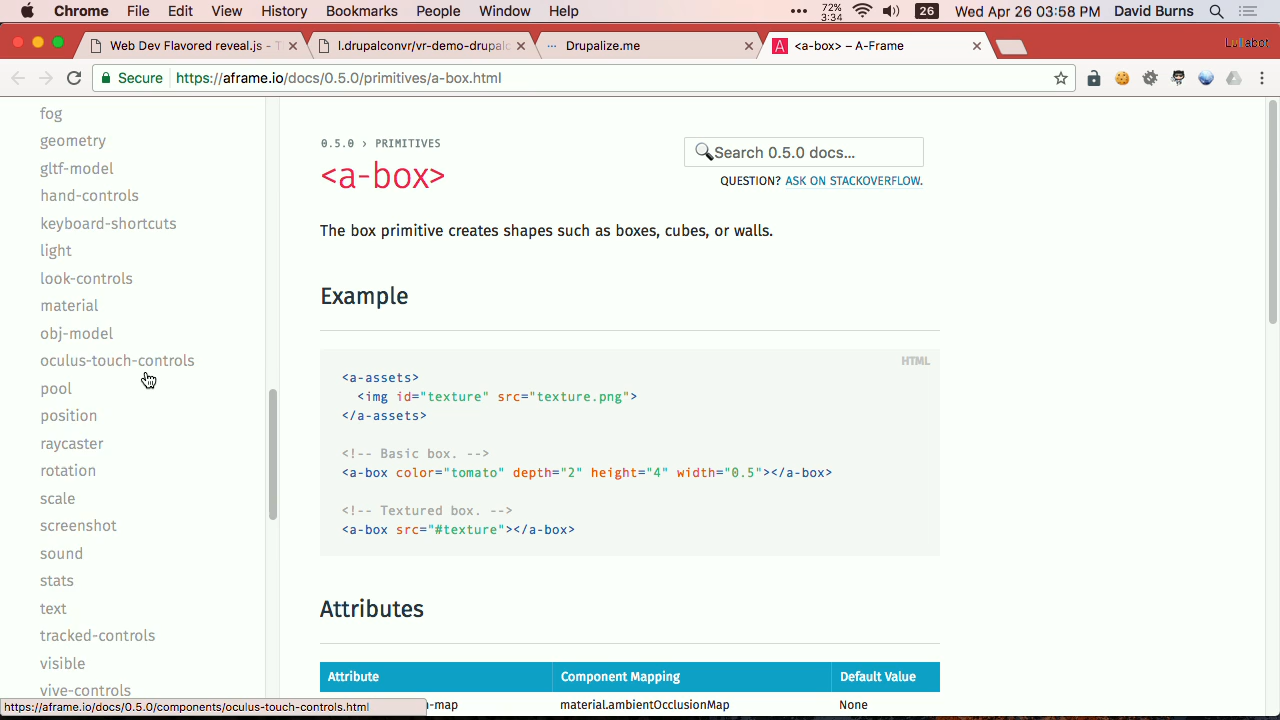 Chrome File Edit View History Bookmarks People Window Help 72% 3:34 26 Wed Apr 26 03:58 PM David Burns
Web Dev Flavored reveal.js - T l.drupalconvr/vr-demo-drupalc Drupalize.me <a-box> – A-Frame Lullabot
Secure https://aframe.io/docs/0.5.0/primitives/a-box.html
fog
geometry
gltf-model
hand-controls
keyboard-shortcuts
light
look-controls
material
obj-model
oculus-touch-controls
pool
position
raycaster
rotation
scale
screenshot
sound
stats
text
tracked-controls
visible
vive-controls
0.5.0 › PRIMITIVES
<a-box>
Search 0.5.0 docs...
QUESTION? ASK ON STACKOVERFLOW.
The box primitive creates shapes such as boxes, cubes, or walls.
Example
HTML
<a-assets>
<img id="texture" src="texture.png">
</a-assets>
<!-- Basic box. -->
<a-box color="tomato" depth="2" height="4" width="0.5"></a-box>
<!-- Textured box. -->
<a-box src="#texture"></a-box>
Attributes
Attribute Component Mapping Default Value
-map material.ambientOcclusionMap None
https://aframe.io/docs/0.5.0/components/oculus-touch-controls.html